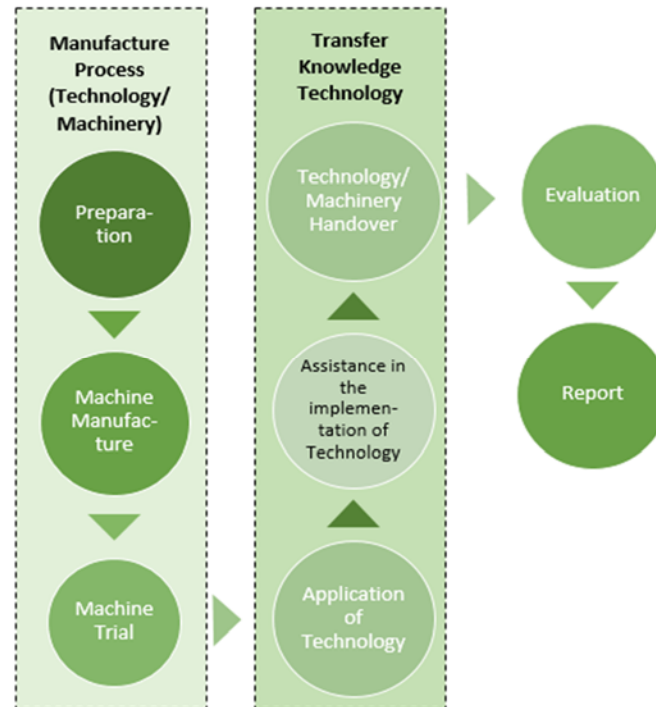 Manufacture
Process
(Technology/
Machinery)
Prepara-
tion
Machine
Manufac-
ture
Machine
Trial
Transfer
Knowledge
Technology
Technology/
Machinery
Handover
Assistance in
the
implemen-
tation of
Technology
Application
of
Technology
Evaluation
Report